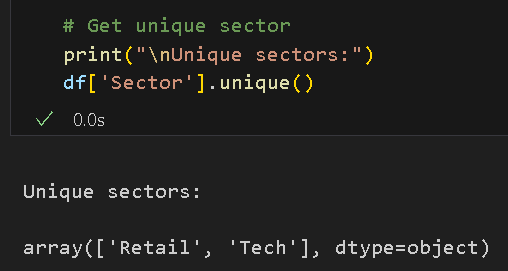 # Get unique sector
print("\nUnique sectors:")
df['Sector'].unique()
0.0s
Unique sectors:
array(['Retail', 'Tech'], dtype=object)